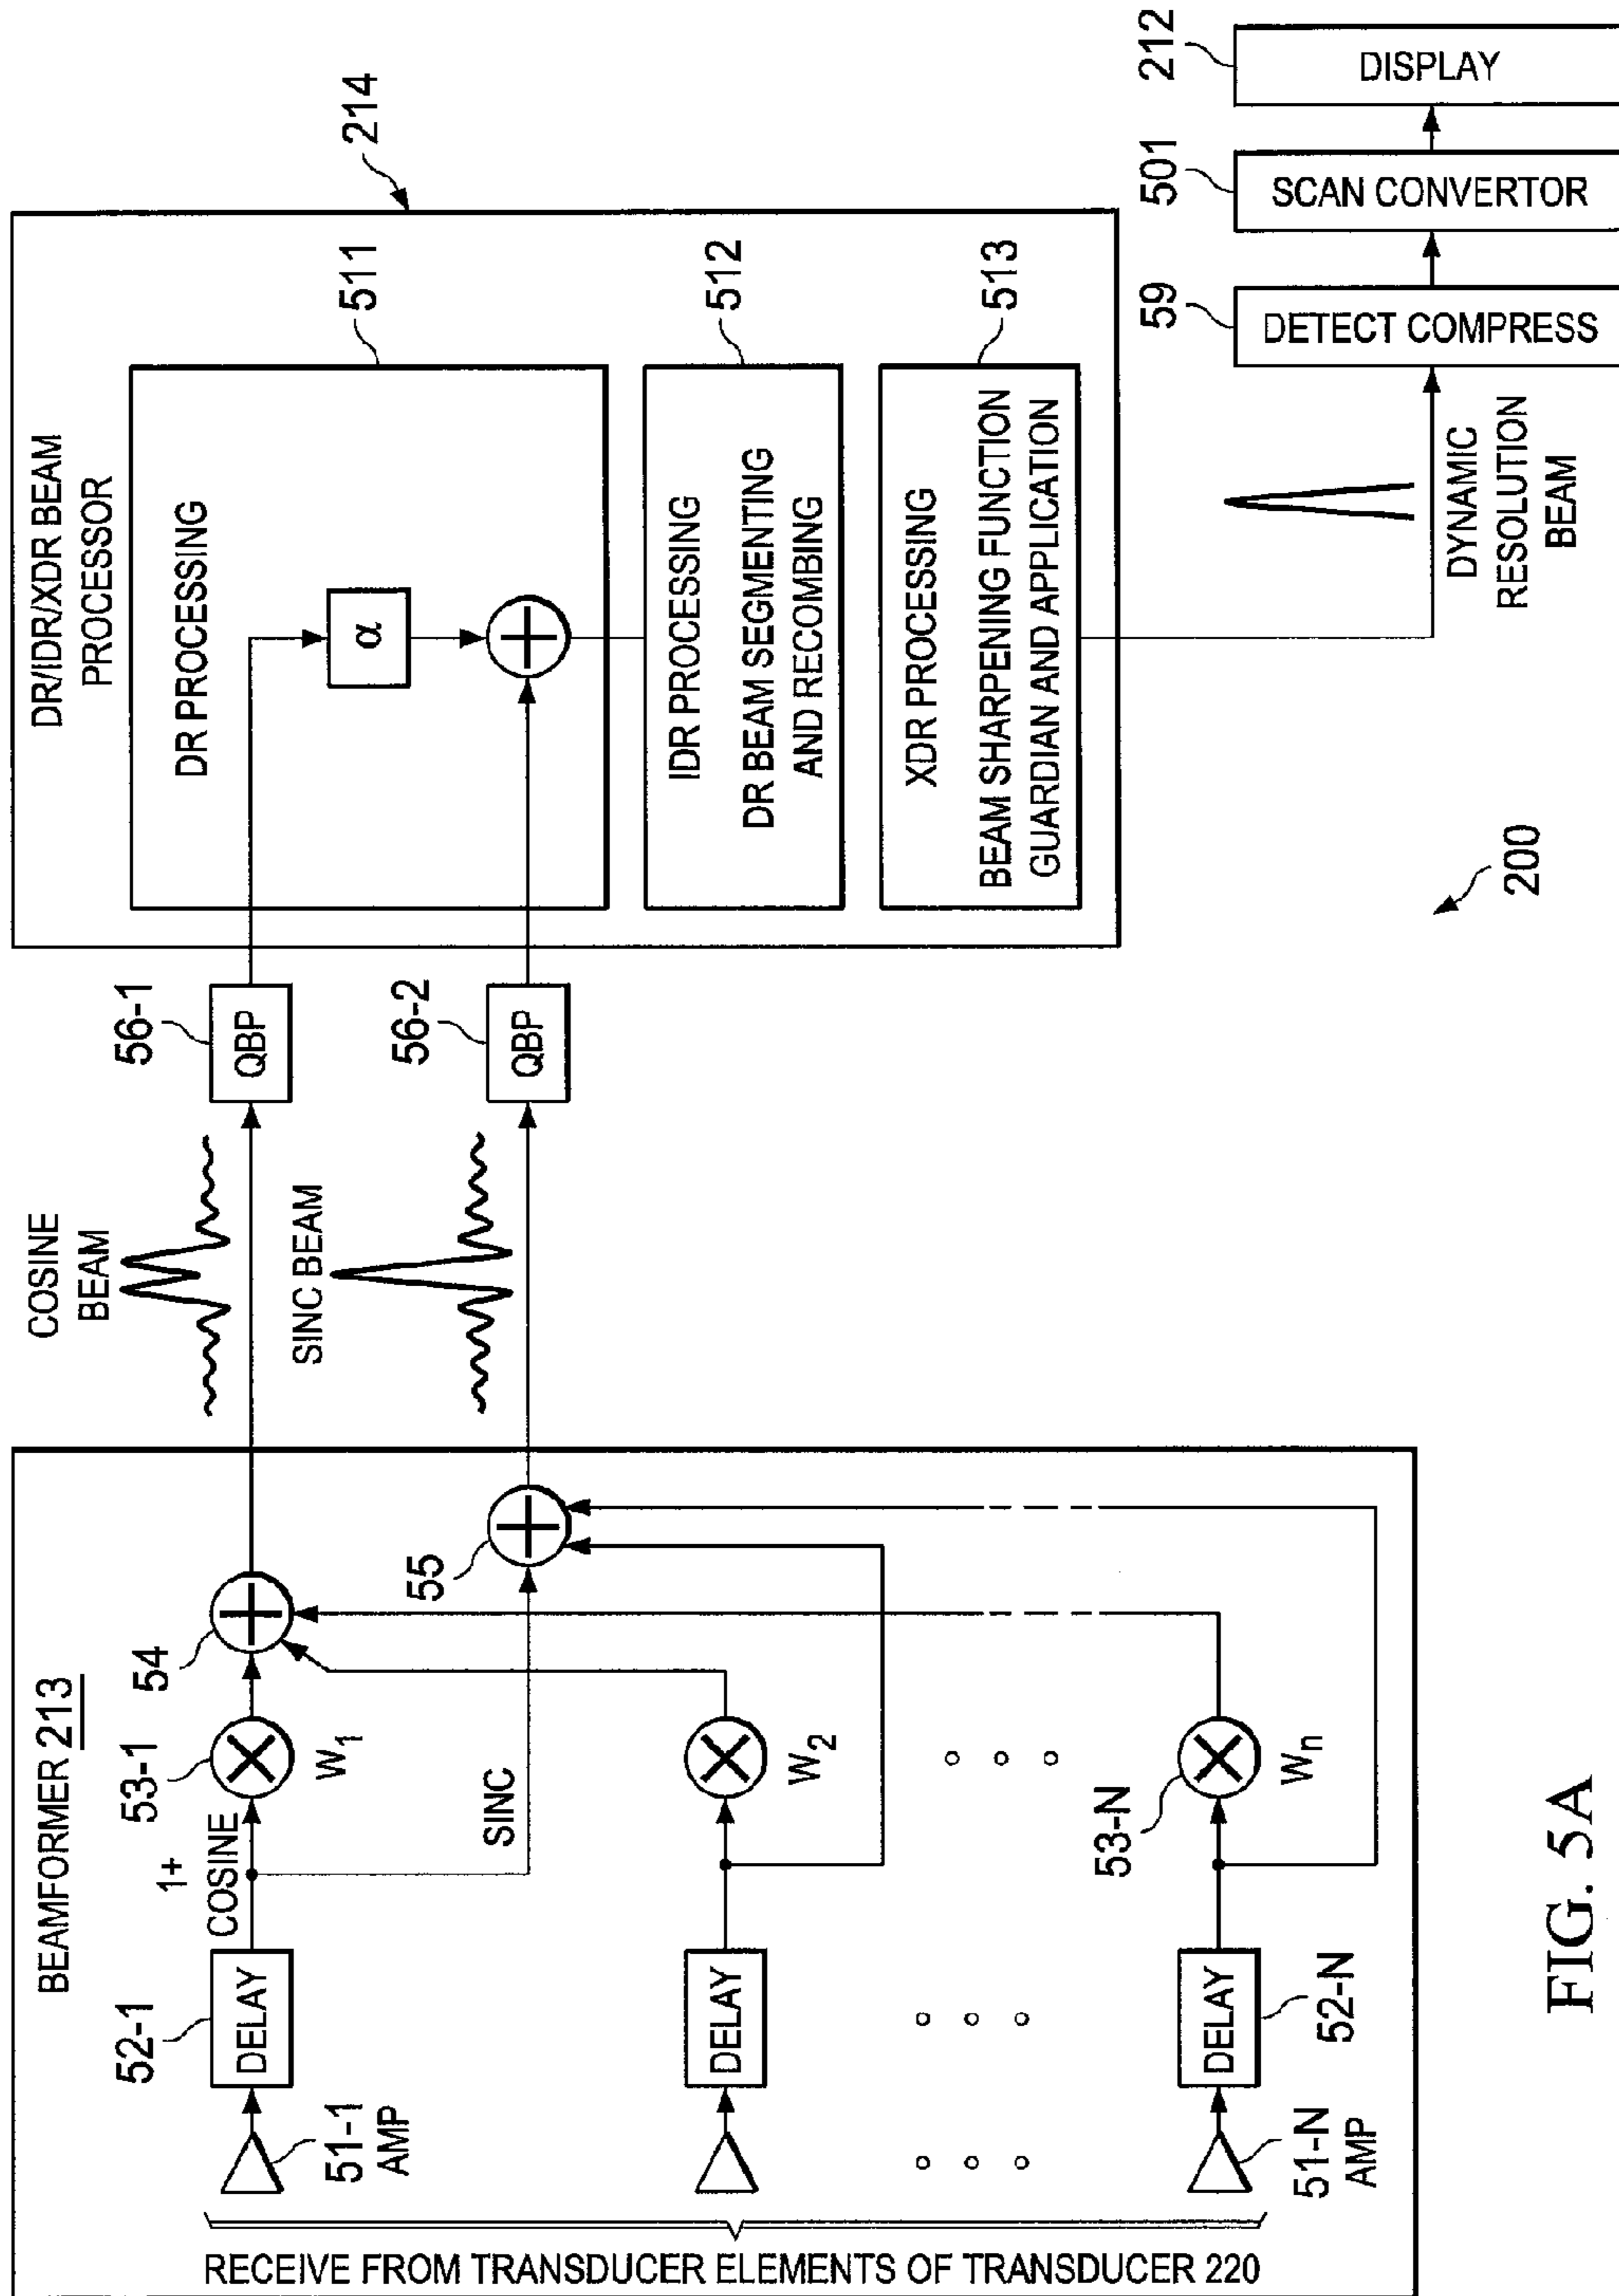 BEAMFORMER 213
52-1
DELAY
51-1
AMP
1+
COSINE
53-1
W1
54
SINC
55
DELAY
W2
DELAY
52-N
51-N
AMP
53-N
Wn
RECEIVE FROM TRANSDUCER ELEMENTS OF TRANSDUCER 220
COSINE
BEAM
SINC BEAM
56-1
QBP
56-2
QBP
DR/IDR/XDR BEAM
PROCESSOR
214
DR PROCESSING
511
α
IDR PROCESSING
DR BEAM SEGMENTING
AND RECOMBING
512
XDR PROCESSING
BEAM SHARPENING FUNCTION
GUARDIAN AND APPLICATION
513
DYNAMIC
RESOLUTION
BEAM
59
DETECT COMPRESS
501
SCAN CONVERTOR
212
DISPLAY
200
FIG. 5A